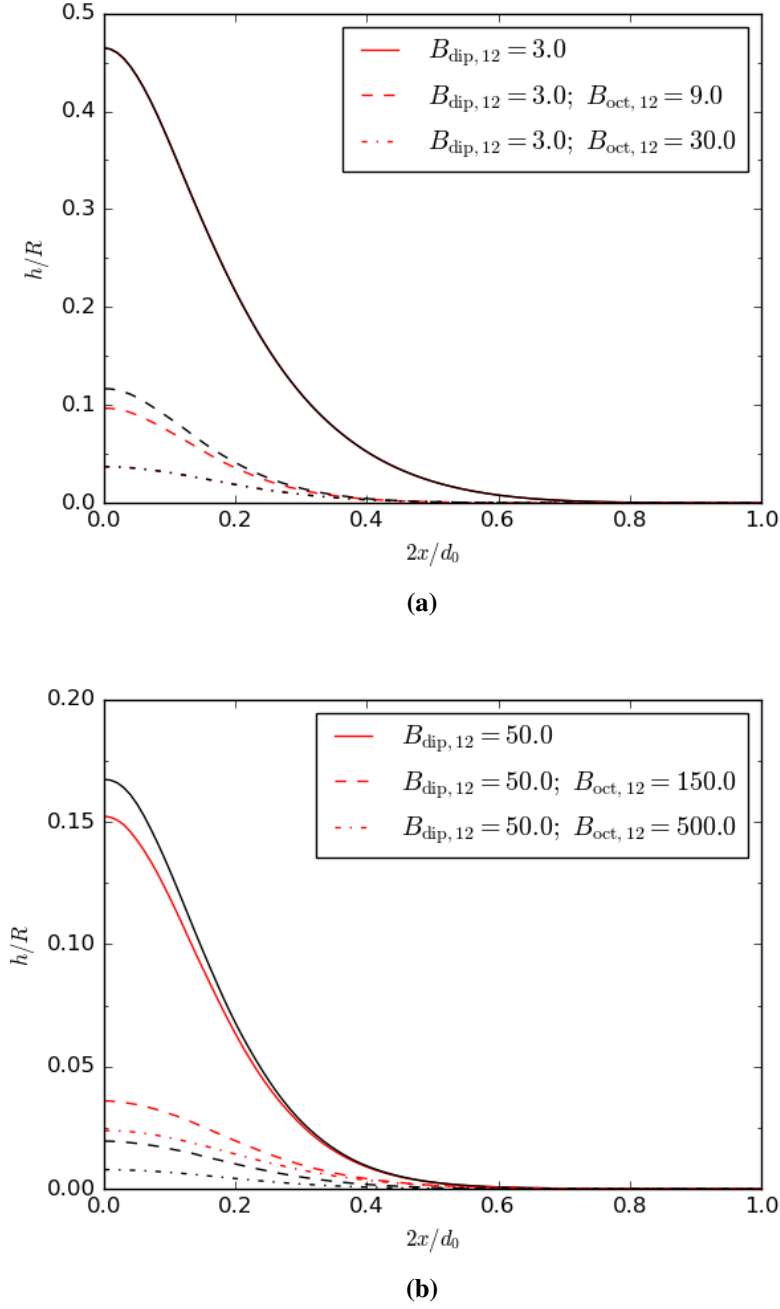 0.5
0.4
0.3
0.2
0.1
0.0
h/R
B_dip, 12 = 3.0
B_dip, 12 = 3.0; B_oct, 12 = 9.0
B_dip, 12 = 3.0; B_oct, 12 = 30.0
0.0 0.2 0.4 0.6 0.8 1.0
2x/d_0
(a)
0.20
0.15
0.10
0.05
0.00
h/R
B_dip, 12 = 50.0
B_dip, 12 = 50.0; B_oct, 12 = 150.0
B_dip, 12 = 50.0; B_oct, 12 = 500.0
0.0 0.2 0.4 0.6 0.8 1.0
2x/d_0
(b)